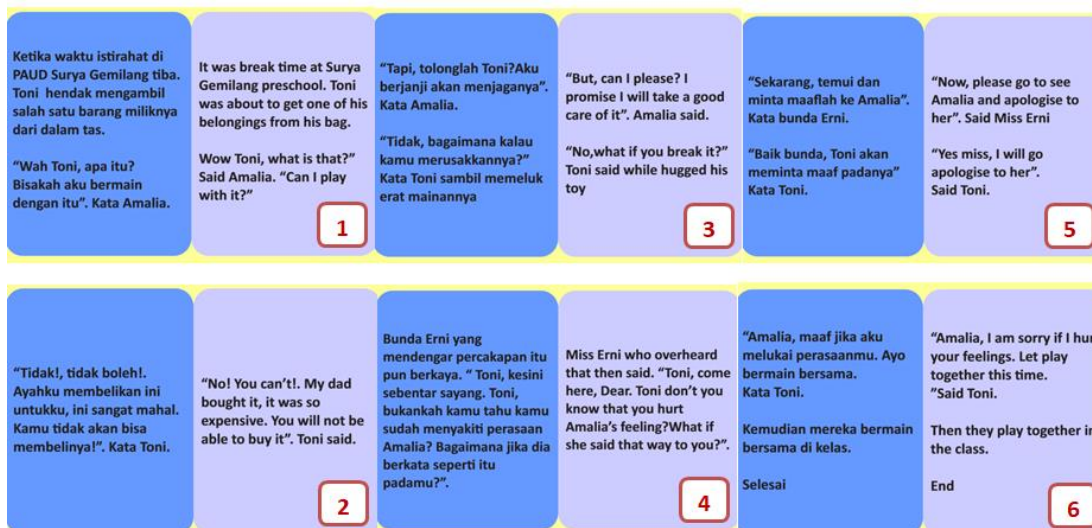 Ketika waktu istirahat di
PAUD Surya Gemilang tiba.
Toni hendak mengambil
salah satu barang miliknya
dari dalam tas.
“Wah Toni, apa itu?
Bisakah aku bermain
dengan itu”. Kata Amalia.
It was break time at Surya
Gemilang preschool. Toni
was about to get one of his
belongings from his bag.
Wow Toni, what is that?”
Said Amalia. “Can I play
with it?”
1
“Tidak!, tidak boleh!.
Ayahku membelikan ini
untukku, ini sangat mahal.
Kamu tidak akan bisa
membelinya!”. Kata Toni.
“No! You can’t!. My dad
bought it, it was so
expensive. You will not be
able to buy it”. Toni said.
2
“Tapi, tolonglah Toni?Aku
berjanji akan menjaganya”.
Kata Amalia.
“Tidak, bagaimana kalau
kamu merusakkannya?”
Kata Toni sambil memeluk
erat mainannya
“But, can I please? I
promise I will take a good
care of it”. Amalia said.
“No,what if you break it?”
Toni said while hugged his
toy
3
Bunda Erni yang
mendengar percakapan itu
pun berkaya. “ Toni, kesini
sebentar sayang. Toni,
bukankah kamu tahu kamu
sudah menyakiti perasaan
Amalia? Bagaimana jika dia
berkata seperti itu
padamu?”.
Miss Erni who overheard
that then said. “Toni, come
here, Dear. Toni don’t you
know that you hurt
Amalia’s feeling?What if
she said that way to you?”.
4
“Sekarang, temui dan
minta maaflah ke Amalia”.
Kata bunda Erni.
“Baik bunda, Toni akan
meminta maaf padanya”
Kata Toni.
“Now, please go to see
Amalia and apologise to
her”. Said Miss Erni
“Yes miss, I will go
apologise to her”.
Said Toni.
5
“Amalia, maaf jika aku
melukai perasaanmu. Ayo
bermain bersama.
Kata Toni.
Kemudian mereka bermain
bersama di kelas.
Selesai
“Amalia, I am sorry if I
your feelings. Let play
together this time.
”Said Toni.
Then they play together
the class.
End
6